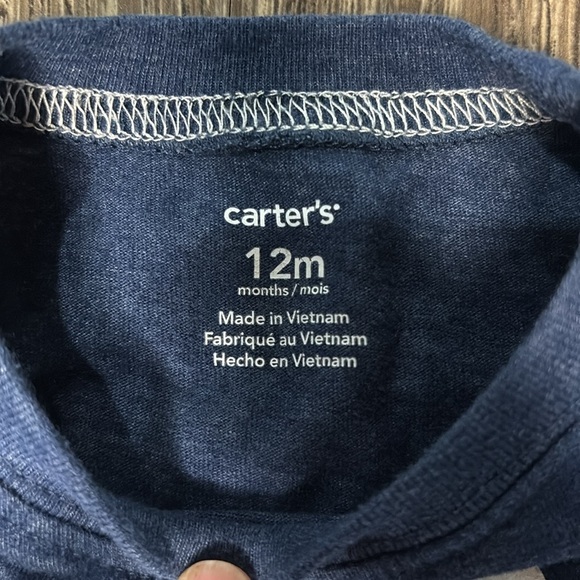 carter's
12m
months / mois
Made in Vietnam
Fabriqué au Vietnam
Hecho en Vietnam